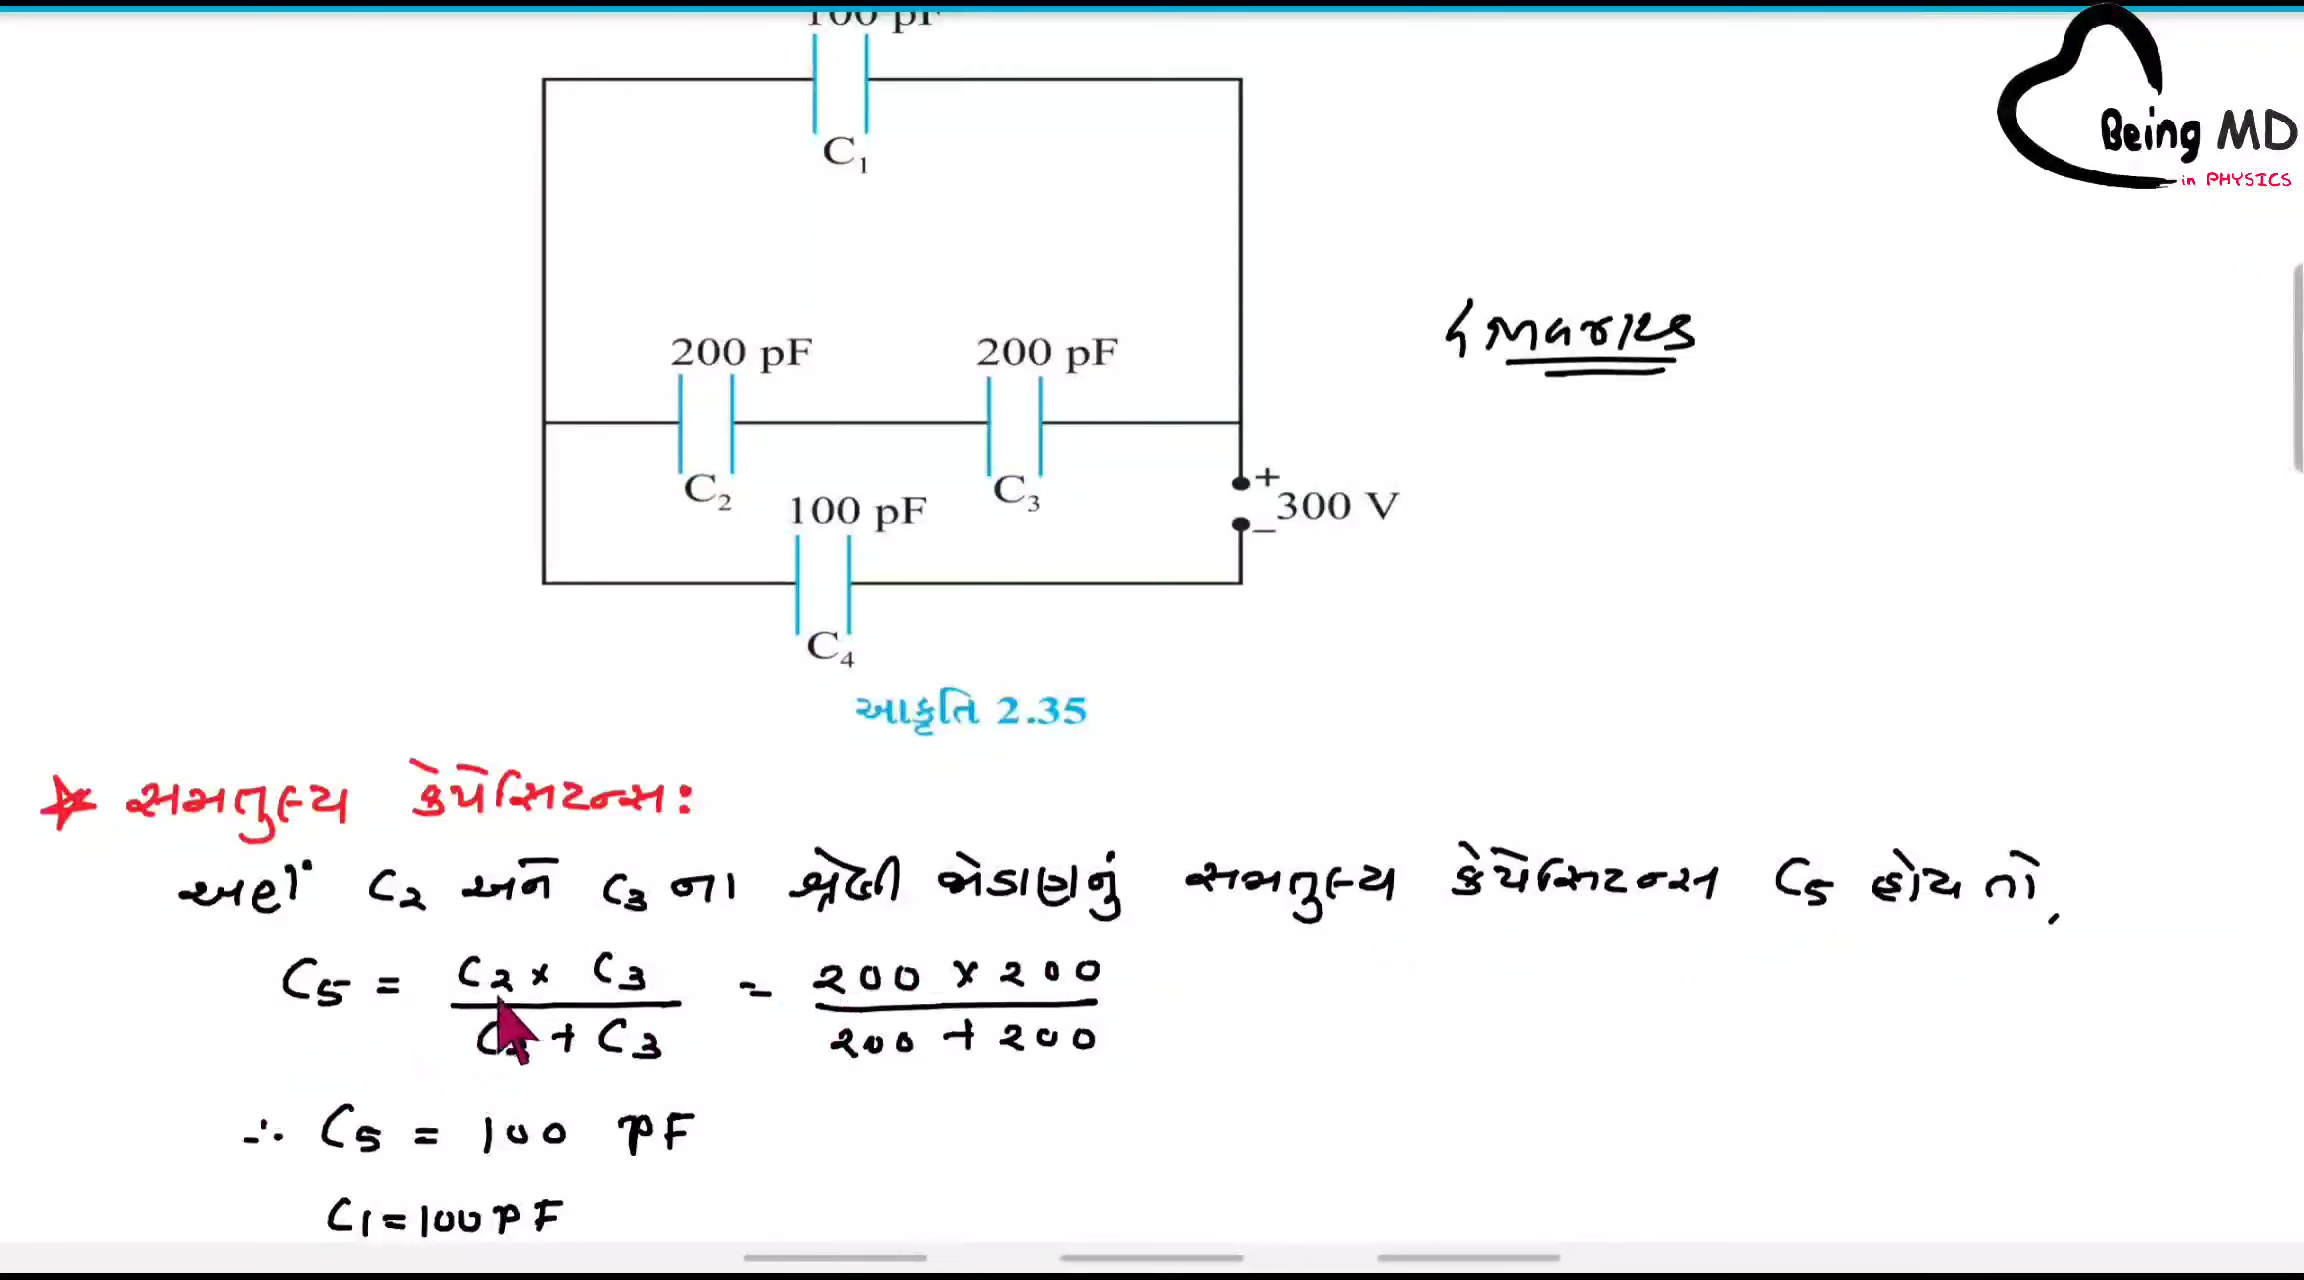 100 pF
C₁
Being MD
in PHYSICS
200 pF
200 pF
C₂
C₃
100 pF
+
300 V
–
C₄
આકૃતિ 2.35
★ સમતુલ્ય કેપેસિટન્સ:
અહીં C₂ અને C₃ ના શ્રેણી જોડાણનું સમતુલ્ય કેપેસિટન્સ C₅ હોય તો,
C₅ = C₂ × C₃ / C₂ + C₃ = 200 × 200 / 200 + 200
∴ C₅ = 100 pF
C₁ = 100 pF